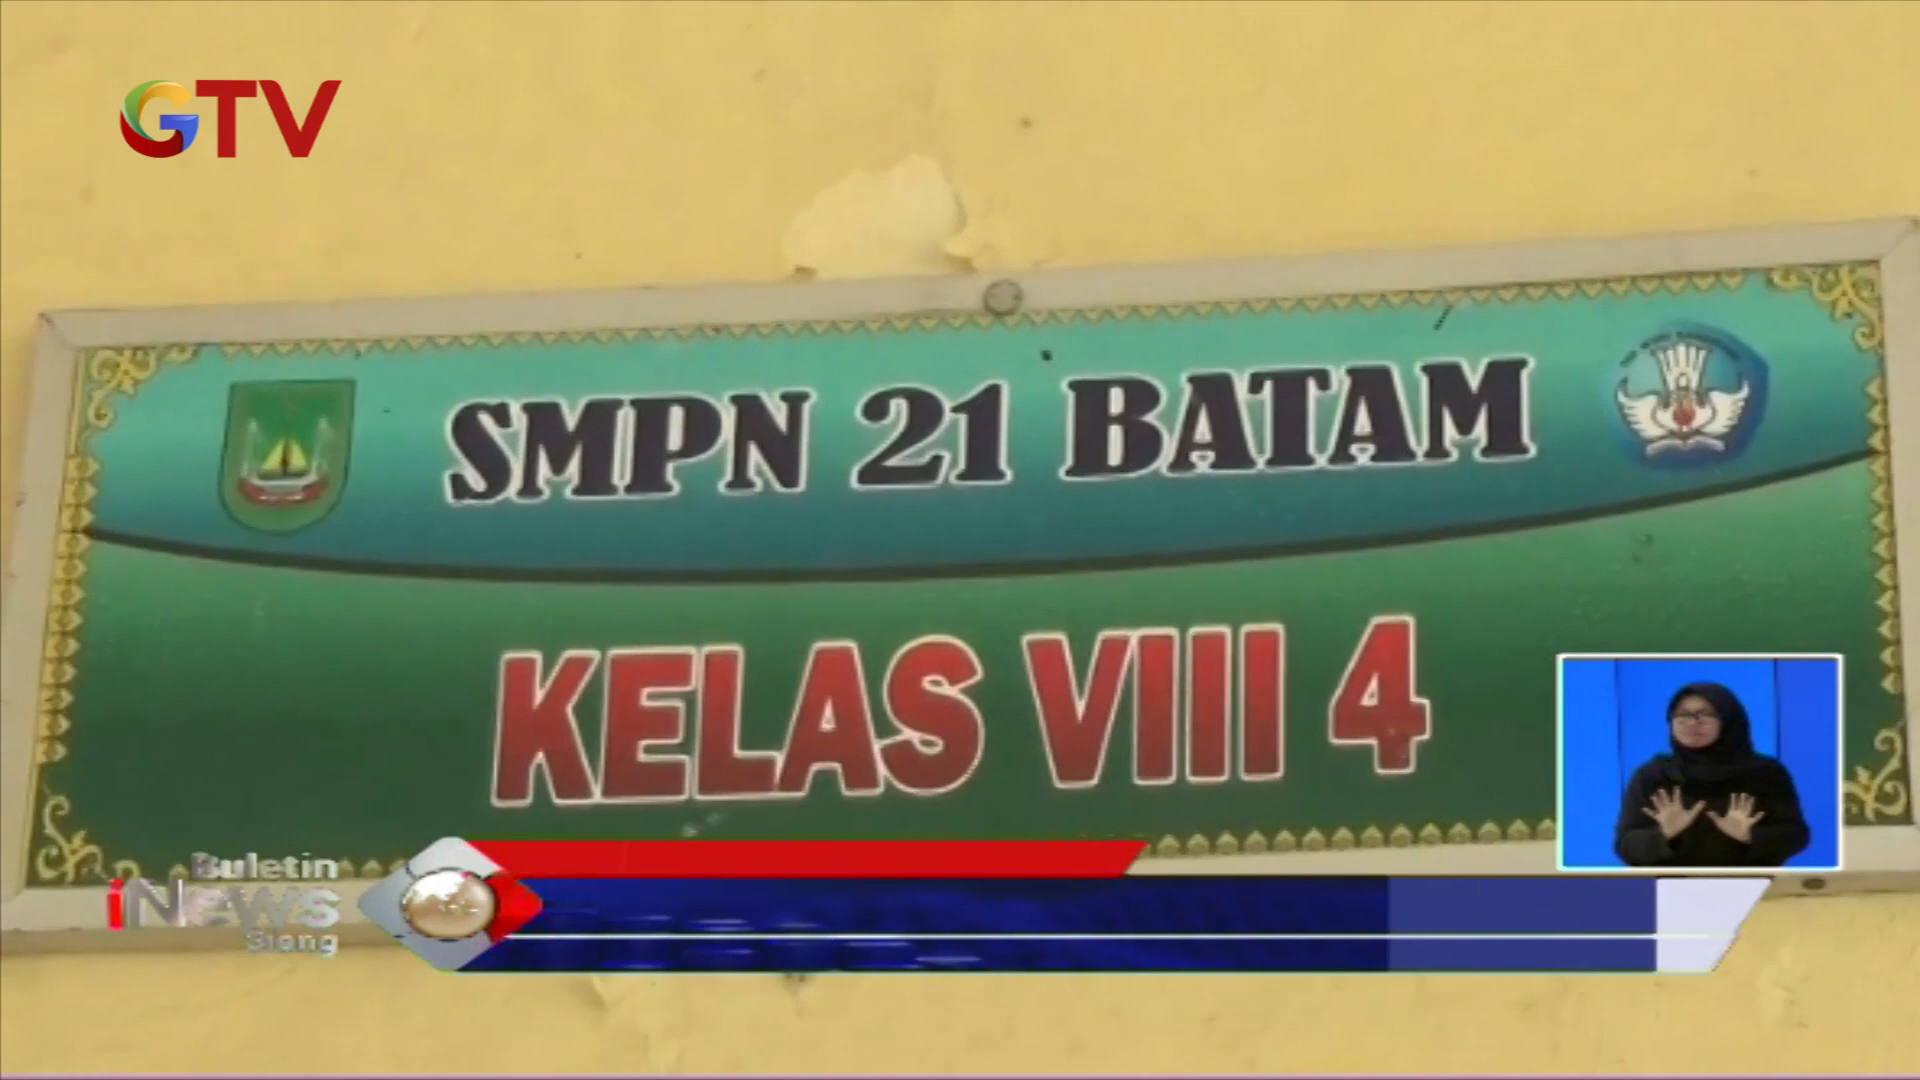 GTV
SMPN 21 BATAM
KELAS VIII 4
Buletin
iNews
Siang